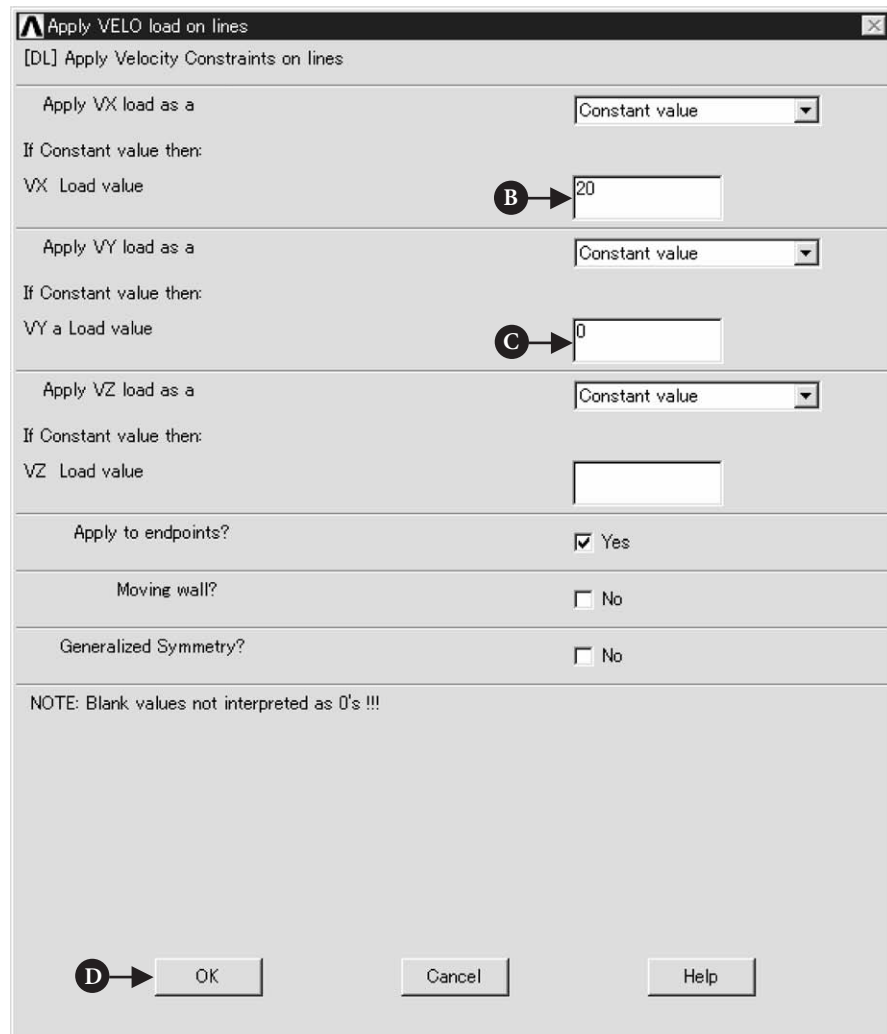 Apply VELO load on lines
[DL] Apply Velocity Constraints on lines
Apply VX load as a
Constant value
If Constant value then:
VX Load value
B
20
Apply VY load as a
Constant value
If Constant value then:
VY a Load value
C
0
Apply VZ load as a
Constant value
If Constant value then:
VZ Load value
Apply to endpoints?
Yes
Moving wall?
No
Generalized Symmetry?
No
NOTE: Blank values not interpreted as 0's !!!
D
OK
Cancel
Help